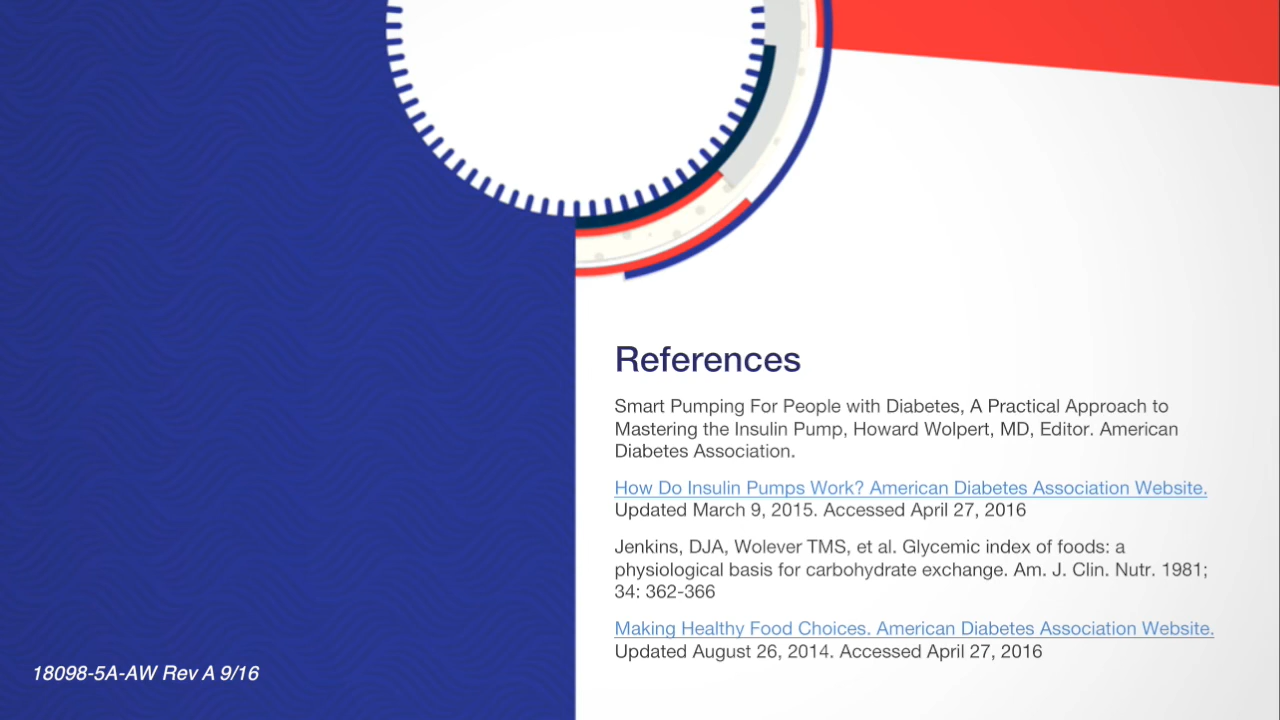 References
Smart Pumping For People with Diabetes, A Practical Approach to
Mastering the Insulin Pump, Howard Wolpert, MD, Editor. American
Diabetes Association.
How Do Insulin Pumps Work? American Diabetes Association Website.
Updated March 9, 2015. Accessed April 27, 2016
Jenkins, DJA, Wolever TMS, et al. Glycemic index of foods: a
physiological basis for carbohydrate exchange. Am. J. Clin. Nutr. 1981;
34: 362-366
Making Healthy Food Choices. American Diabetes Association Website.
Updated August 26, 2014. Accessed April 27, 2016
18098-5A-AW Rev A 9/16